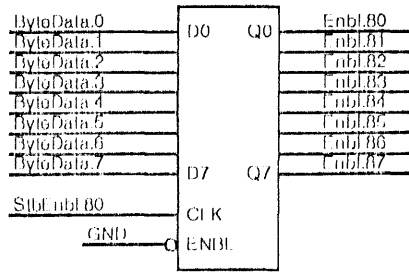 ByteData.0 D0 Q0 Enbl.80
ByteData.1 Enbl.81
ByteData.2 Enbl.82
ByteData.3 Enbl.83
ByteData.4 Enbl.84
ByteData.5 Enbl.85
ByteData.6 Enbl.86
ByteData.7 D7 Q7 Enbl.87
StbEnbl.80 CLK
GND ENBL